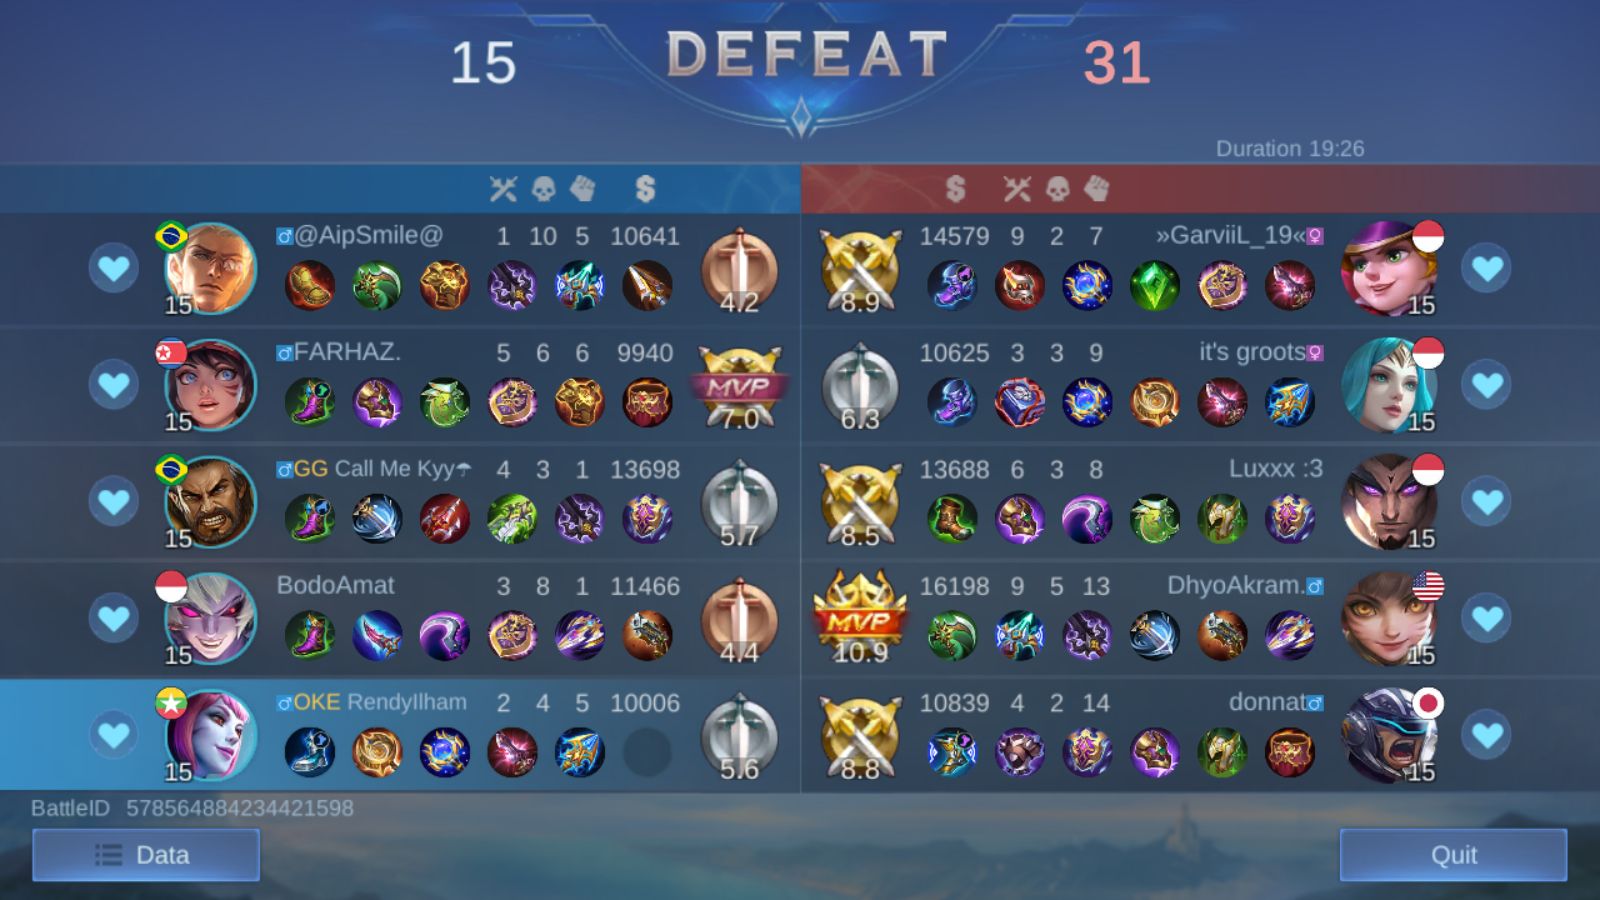 15 DEFEAT 31
Duration 19:26
♂@AipSmile@ 1 10 5 10641
15 4.2
14579 9 2 7 »GarviiL_19«♀
8.9 15
♂FARHAZ. 5 6 6 9940 MVP
15 7.0
10625 3 3 9 it's groots♀
6.3 15
♂GG Call Me Kyy☂ 4 3 1 13698
15 5.7
13688 6 3 8 Luxxx :3
8.5 15
BodoAmat 3 8 1 11466
15 4.4
MVP 16198 9 5 13 DhyoAkram.♂
10.9 15
♂OKE RendyIlham 2 4 5 10006
15 5.6
10839 4 2 14 donnat♂
8.8 15
BattleID 578564884234421598
Data
Quit